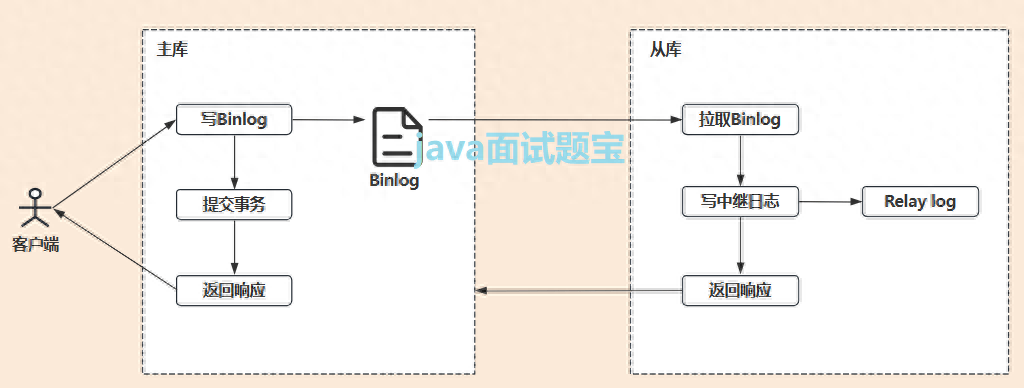 主库
从库
写Binlog
拉取Binlog
java面试题宝
Binlog
提交事务
写中继日志
Relay log
客户端
返回响应
返回响应